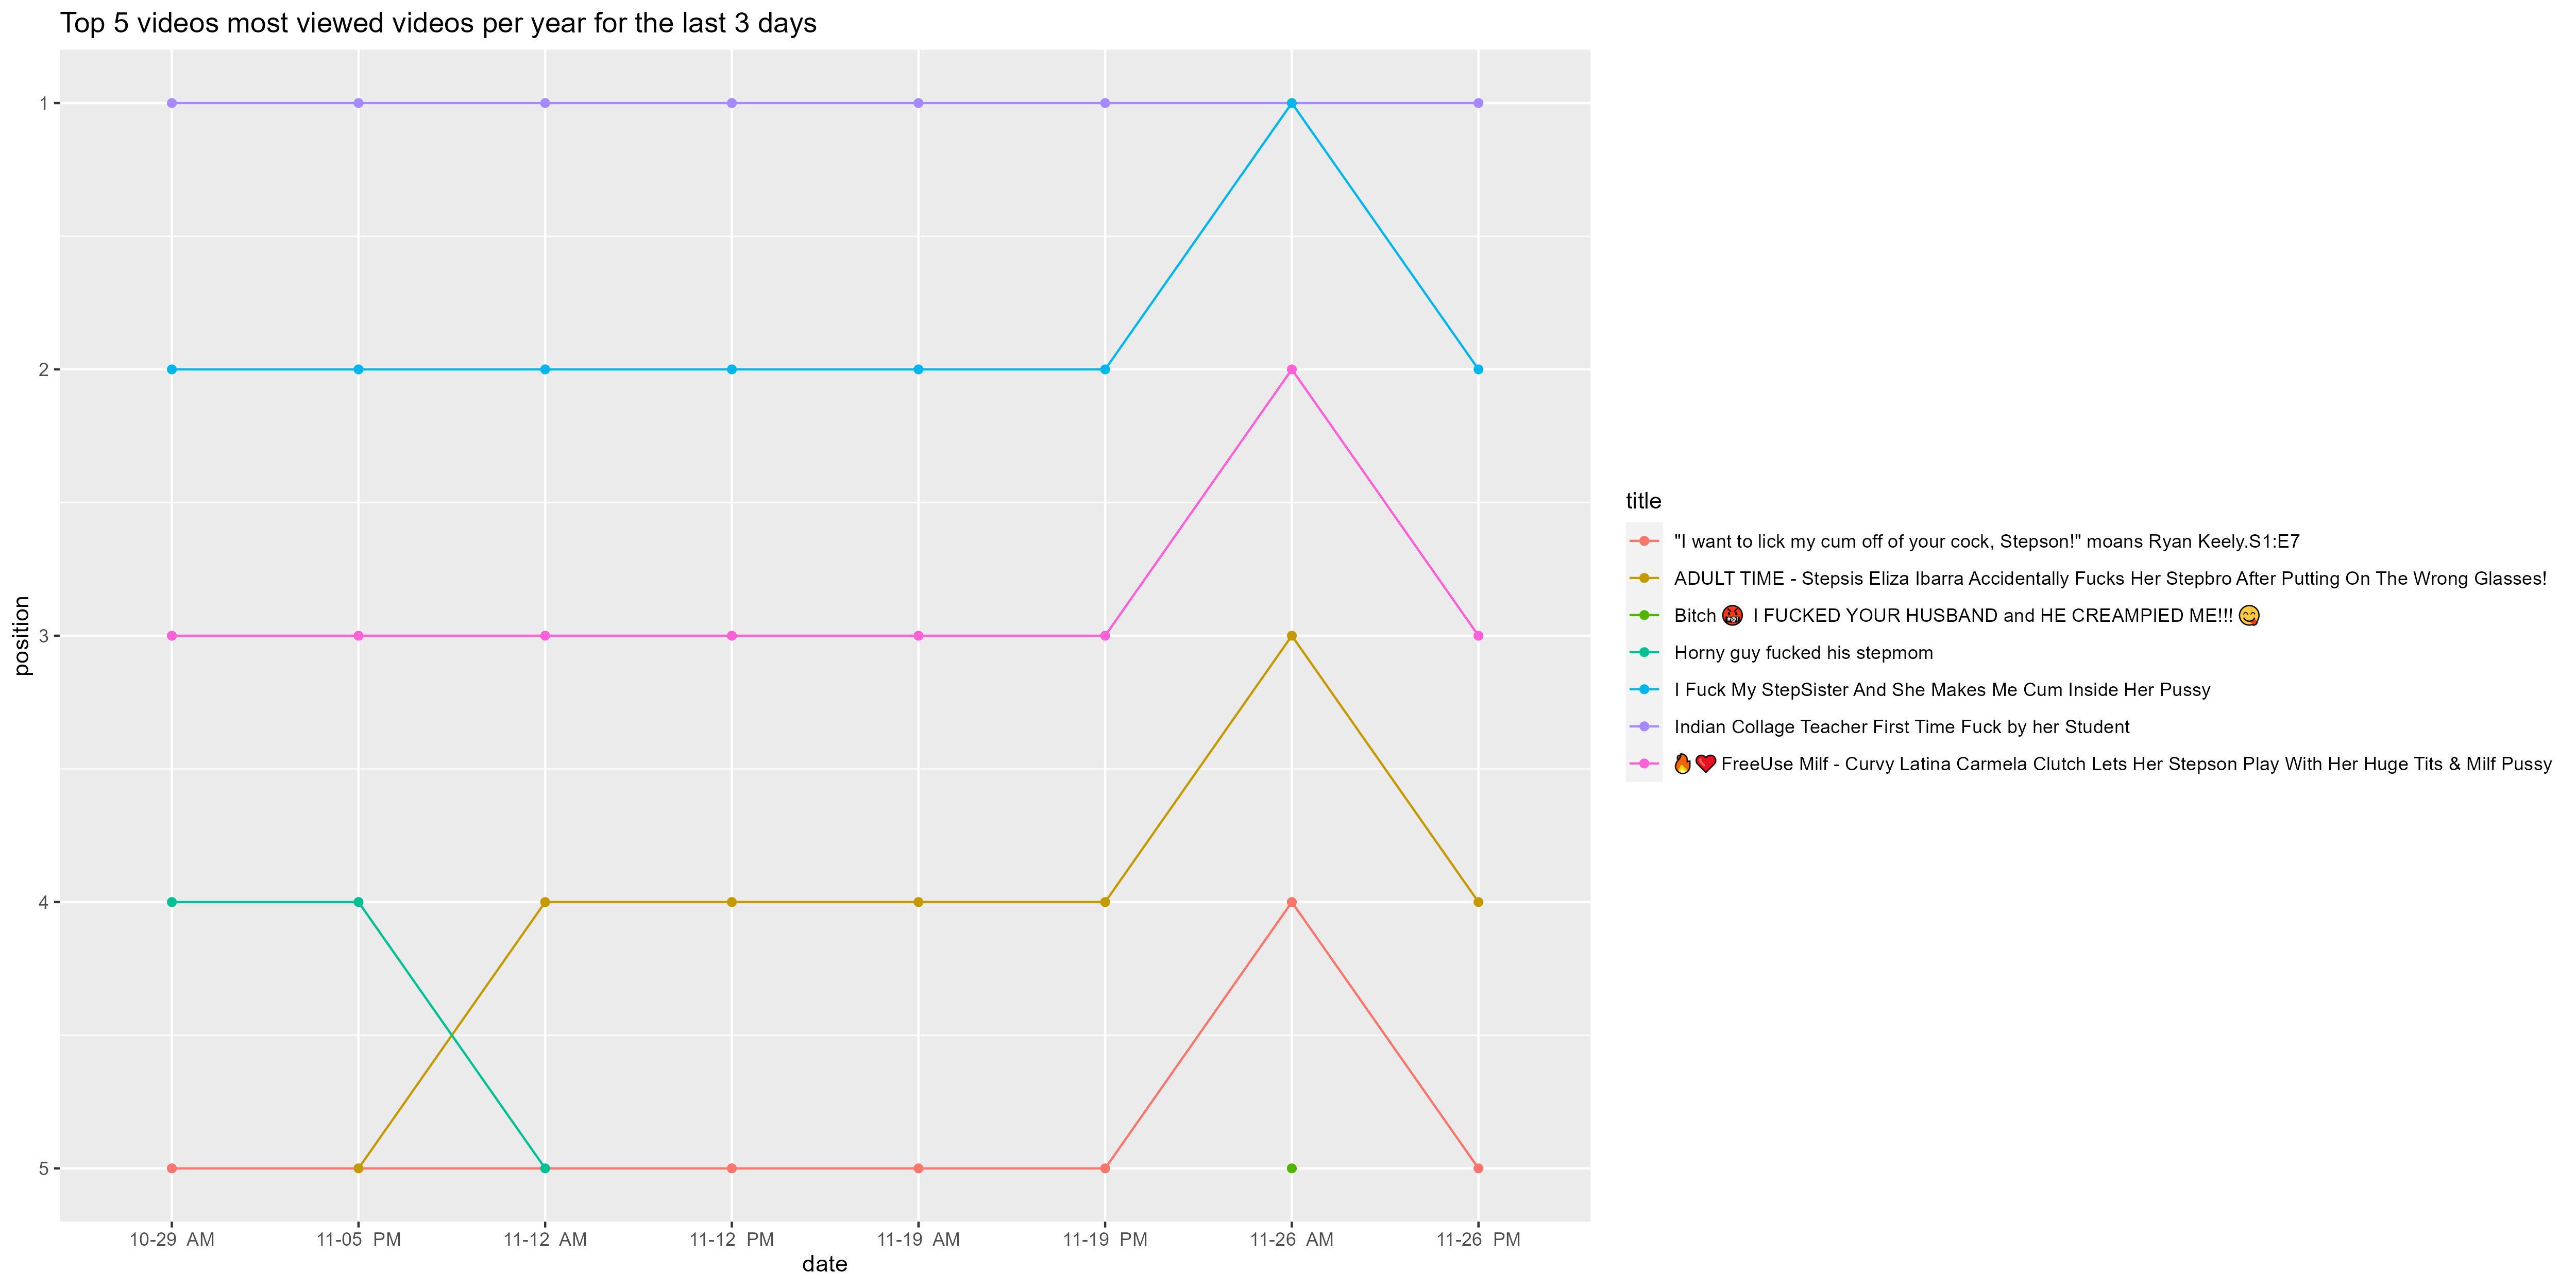 Top 5 videos most viewed videos per year for the last 3 days
position
1
2
3
4
5
10-29 AM
11-05 PM
11-12 AM
11-12 PM
11-19 AM
11-19 PM
11-26 AM
11-26 PM
date
title
"I want to lick my cum off of your cock, Stepson!" moans Ryan Keely.S1:E7
ADULT TIME - Stepsis Eliza Ibarra Accidentally Fucks Her Stepbro After Putting On The Wrong Glasses!
Bitch 🤬 I FUCKED YOUR HUSBAND and HE CREAMPIED ME!!! 😋
Horny guy fucked his stepmom
I Fuck My StepSister And She Makes Me Cum Inside Her Pussy
Indian Collage Teacher First Time Fuck by her Student
🔥❤️ FreeUse Milf - Curvy Latina Carmela Clutch Lets Her Stepson Play With Her Huge Tits & Milf Pussy